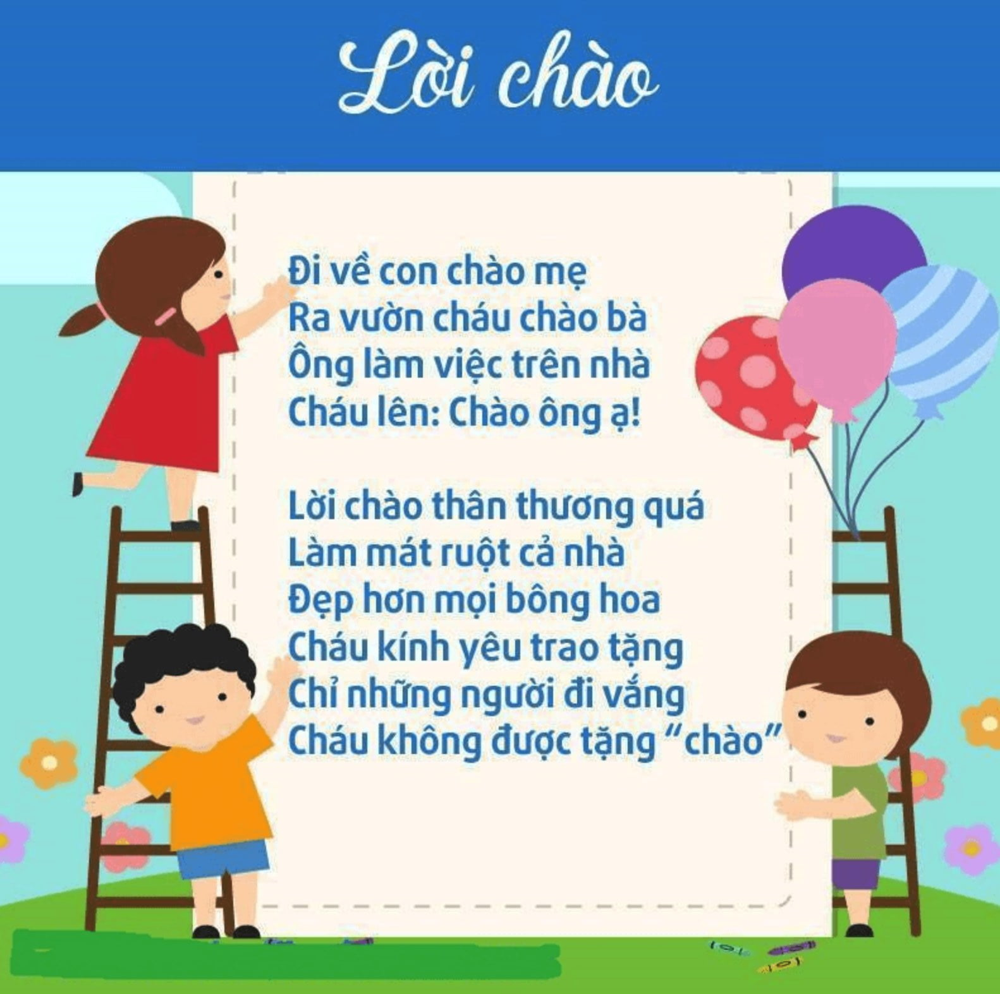 Lời chào
Đi về con chào mẹ
Ra vườn cháu chào bà
Ông làm việc trên nhà
Cháu lên: Chào ông ạ!
Lời chào thân thương quá
Làm mát ruột cả nhà
Đẹp hơn mọi bông hoa
Cháu kính yêu trao tặng
Chỉ những người đi vắng
Cháu không được tặng “chào”